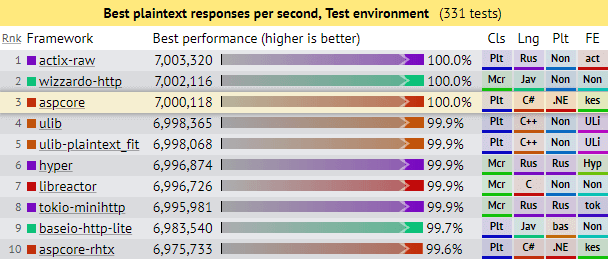 Best plaintext responses per second, Test environment (331 tests)
Rnk Framework Best performance (higher is better) Cls Lng Plt FE
1 actix-raw 7,003,320 100.0% Plt Rus Non act
2 wizzardo-http 7,002,116 100.0% Mcr Jav Non Non
3 aspcore 7,000,118 100.0% Plt C# .NE kes
4 ulib 6,998,365 99.9% Plt C++ Non ULi
5 ulib-plaintext_fit 6,998,068 99.9% Plt C++ Non ULi
6 hyper 6,996,874 99.9% Mcr Rus Rus Hyp
7 libreactor 6,996,726 99.9% Mcr C Non Non
8 tokio-minihttp 6,995,981 99.9% Mcr Rus Rus tok
9 baseio-http-lite 6,983,540 99.7% Plt Jav bas Non
10 aspcore-rhtx 6,975,733 99.6% Plt C# .NE kes